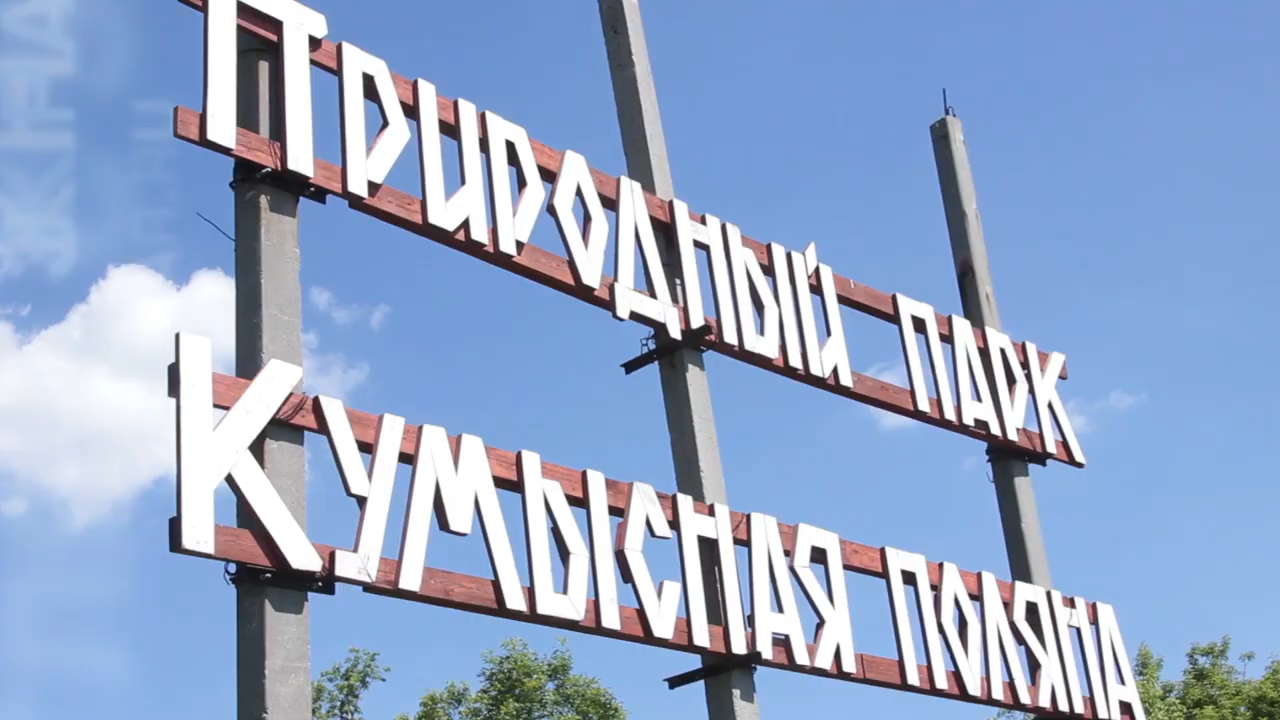 Природный парк
Кумысная поляна